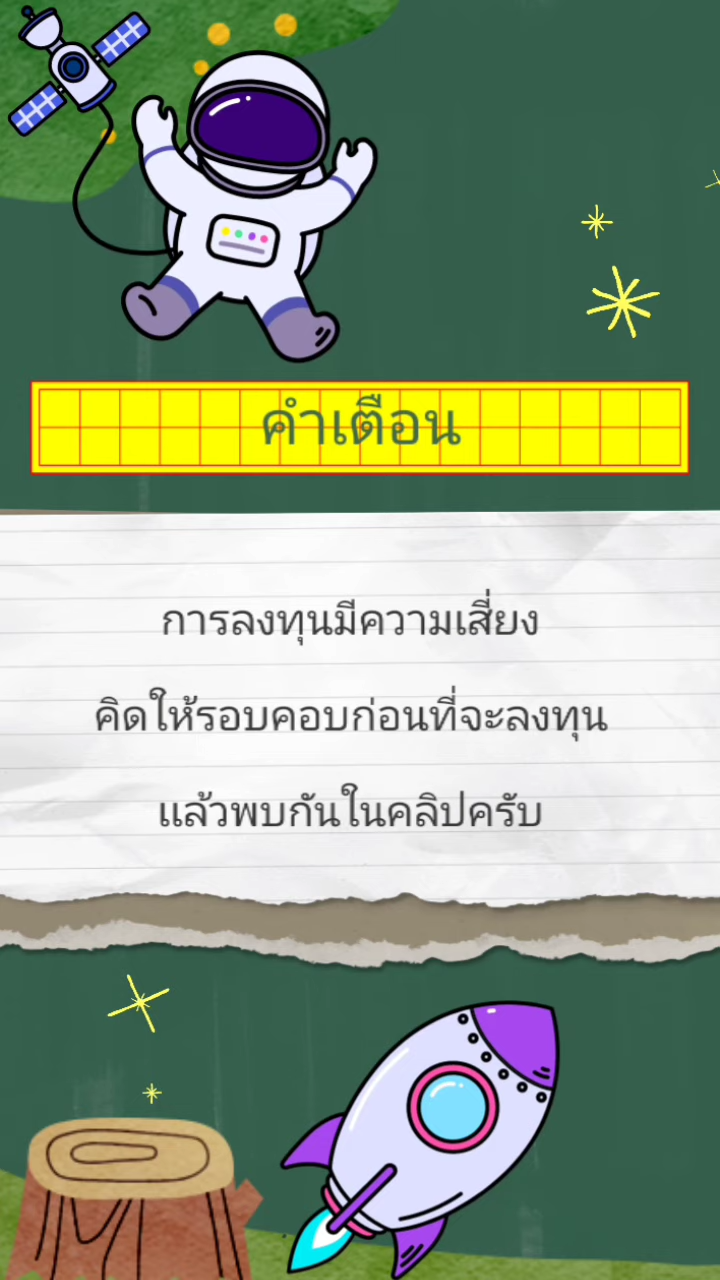 คำเตือน
การลงทุนมีความเสี่ยง
คิดให้รอบคอบก่อนที่จะลงทุน
แล้วพบกันในคลิปครับ